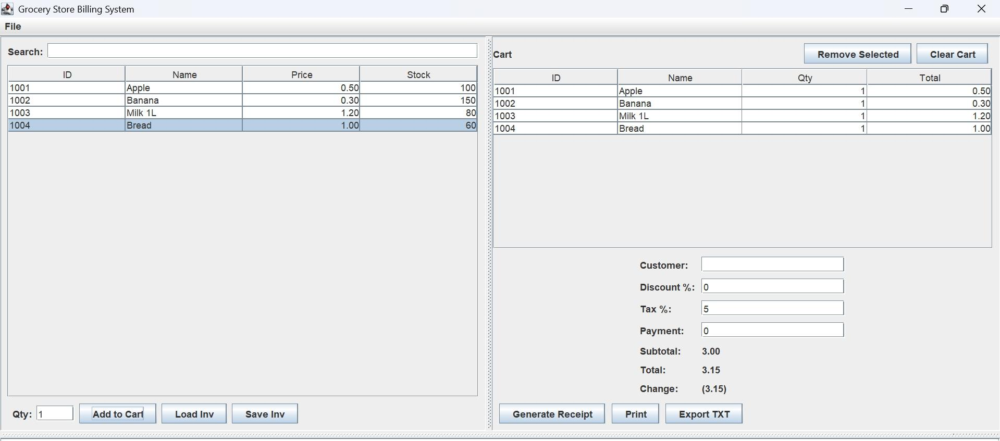 Grocery Store Billing System
File
Search:
ID Name Price Stock
1001 Apple 0.50 100
1002 Banana 0.30 150
1003 Milk 1L 1.20 80
1004 Bread 1.00 60
Qty: 1 Add to Cart Load Inv Save Inv
Cart Remove Selected Clear Cart
ID Name Qty Total
1001 Apple 1 0.50
1002 Banana 1 0.30
1003 Milk 1L 1 1.20
1004 Bread 1 1.00
Customer:
Discount %: 0
Tax %: 5
Payment: 0
Subtotal: 3.00
Total: 3.15
Change: (3.15)
Generate Receipt Print Export TXT